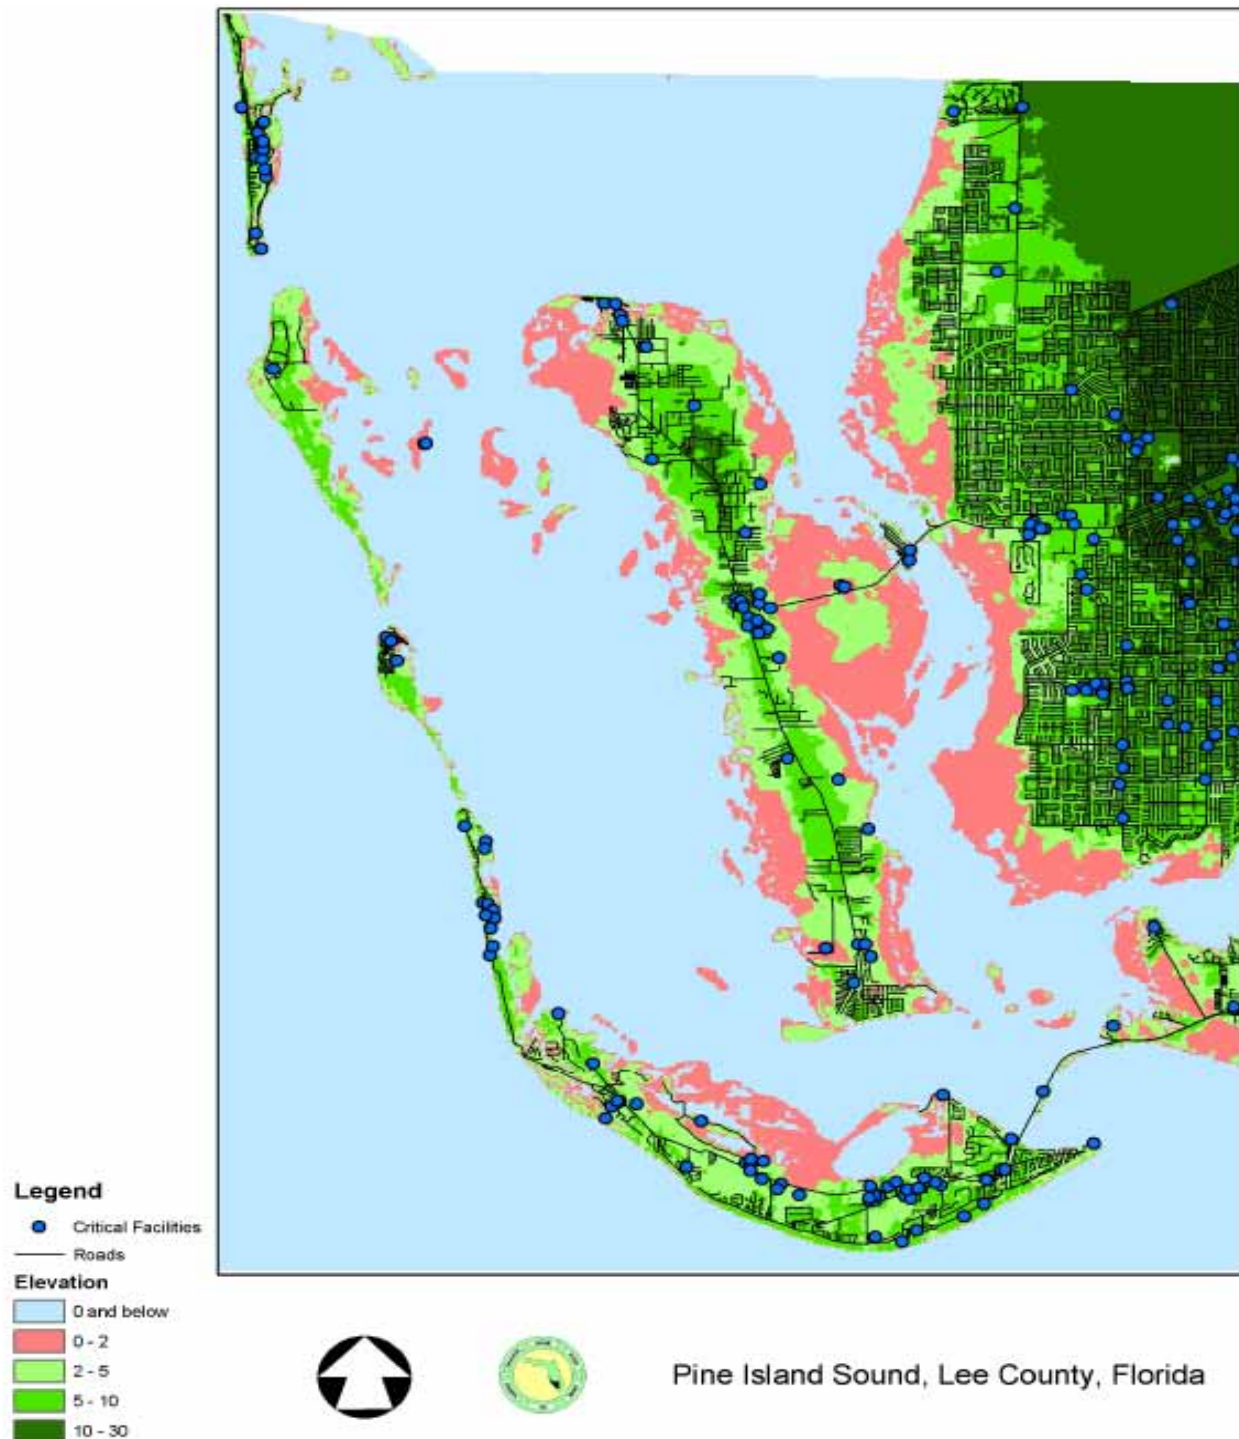 Legend
Critical Facilities
Roads
Elevation
0 and below
0 - 2
2 - 5
5 - 10
10 - 30
Pine Island Sound, Lee County, Florida